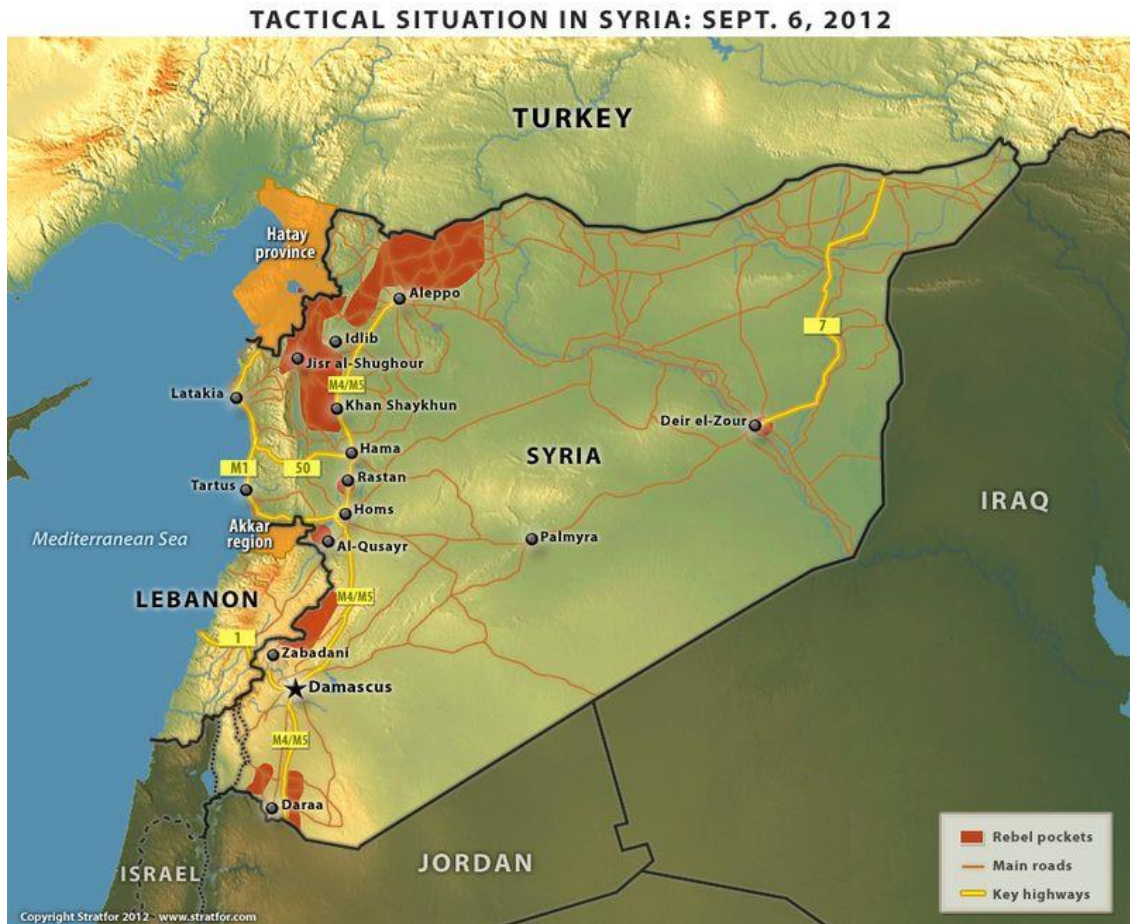 TACTICAL SITUATION IN SYRIA: SEPT. 6, 2012
TURKEY
Hatay
province
Aleppo
Idlib
7
Jisr al-Shughour
M4/M5
Latakia
Khan Shaykhun
Deir el-Zour
Hama
SYRIA
M1
50
Rastan
Tartus
IRAQ
Homs
Akkar
region
Mediterranean Sea
Al-Qusayr
Palmyra
LEBANON
M4/M5
1
Zabadani
Damascus
M4/M5
Daraa
Rebel pockets
JORDAN
Main roads
ISRAEL
Key highways
Copyright Stratfor 2012 - www.stratfor.com